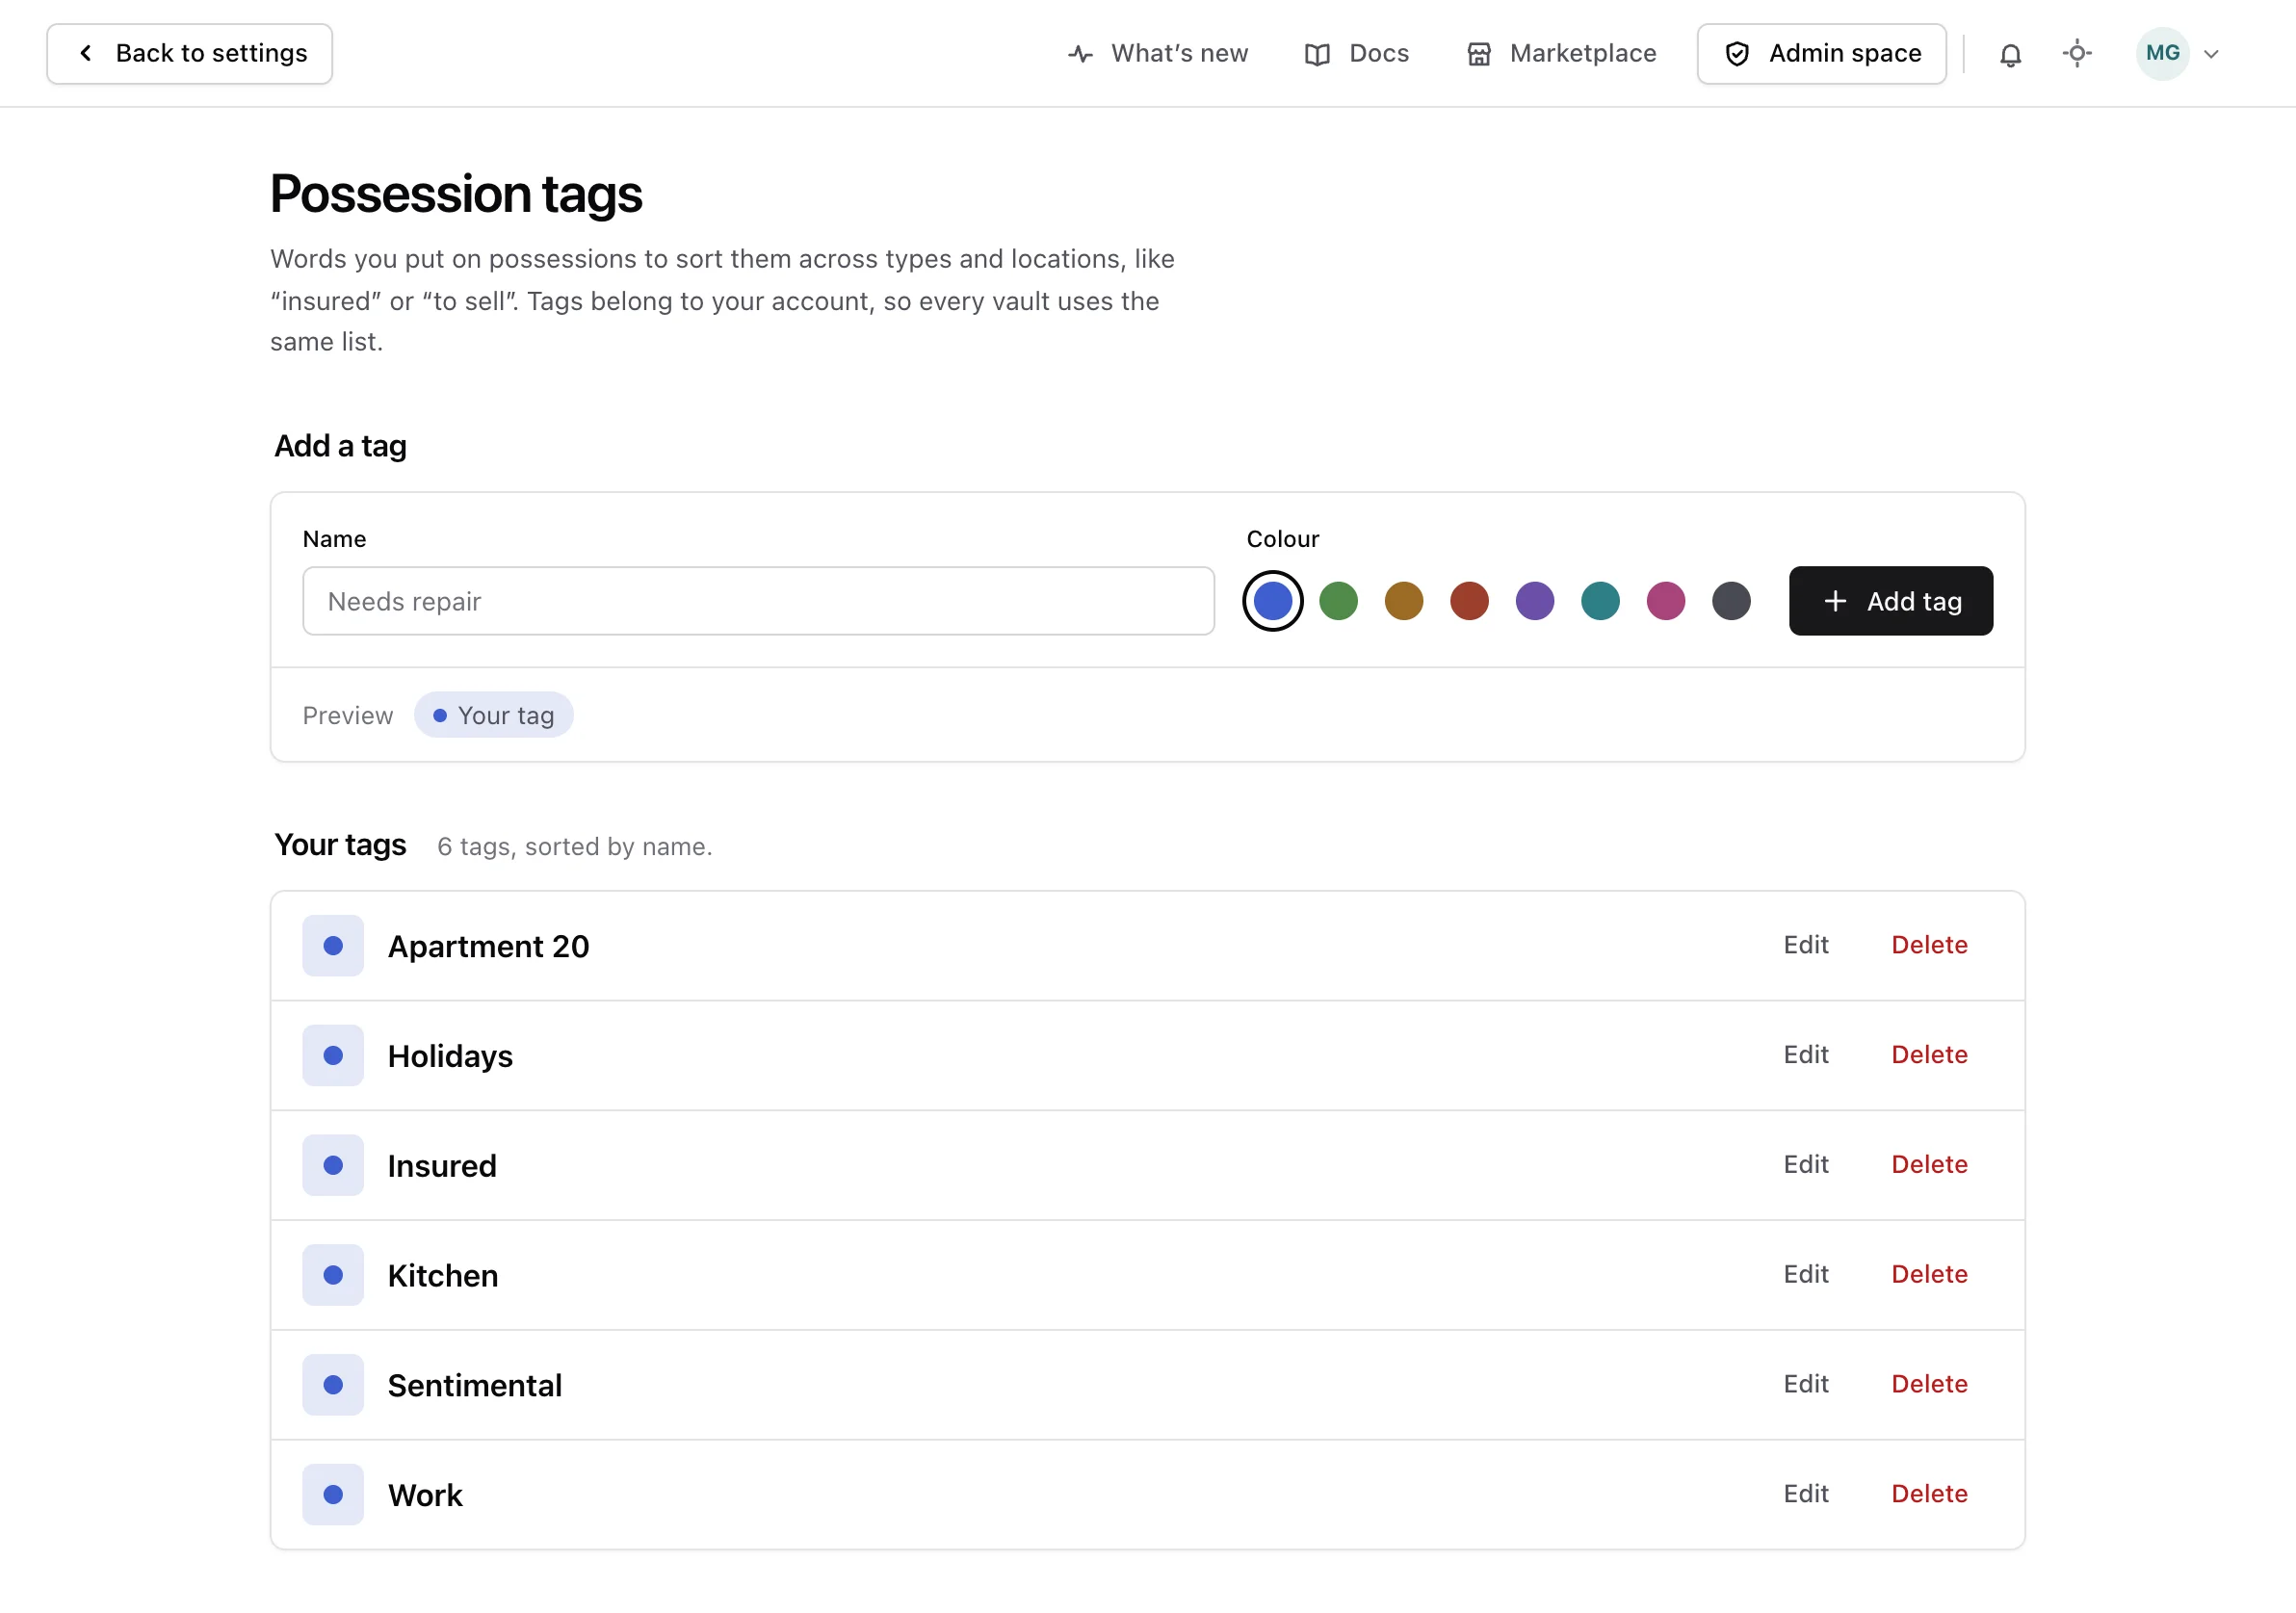 Back to settings
What's new
Docs
Marketplace
Admin space
MG
Possession tags
Words you put on possessions to sort them across types and locations, like
“insured” or “to sell”. Tags belong to your account, so every vault uses the
same list.
Add a tag
Name
Colour
Needs repair
Add tag
Preview
Your tag
Your tags
6 tags, sorted by name.
Apartment 20
Edit
Delete
Holidays
Edit
Delete
Insured
Edit
Delete
Kitchen
Edit
Delete
Sentimental
Edit
Delete
Work
Edit
Delete